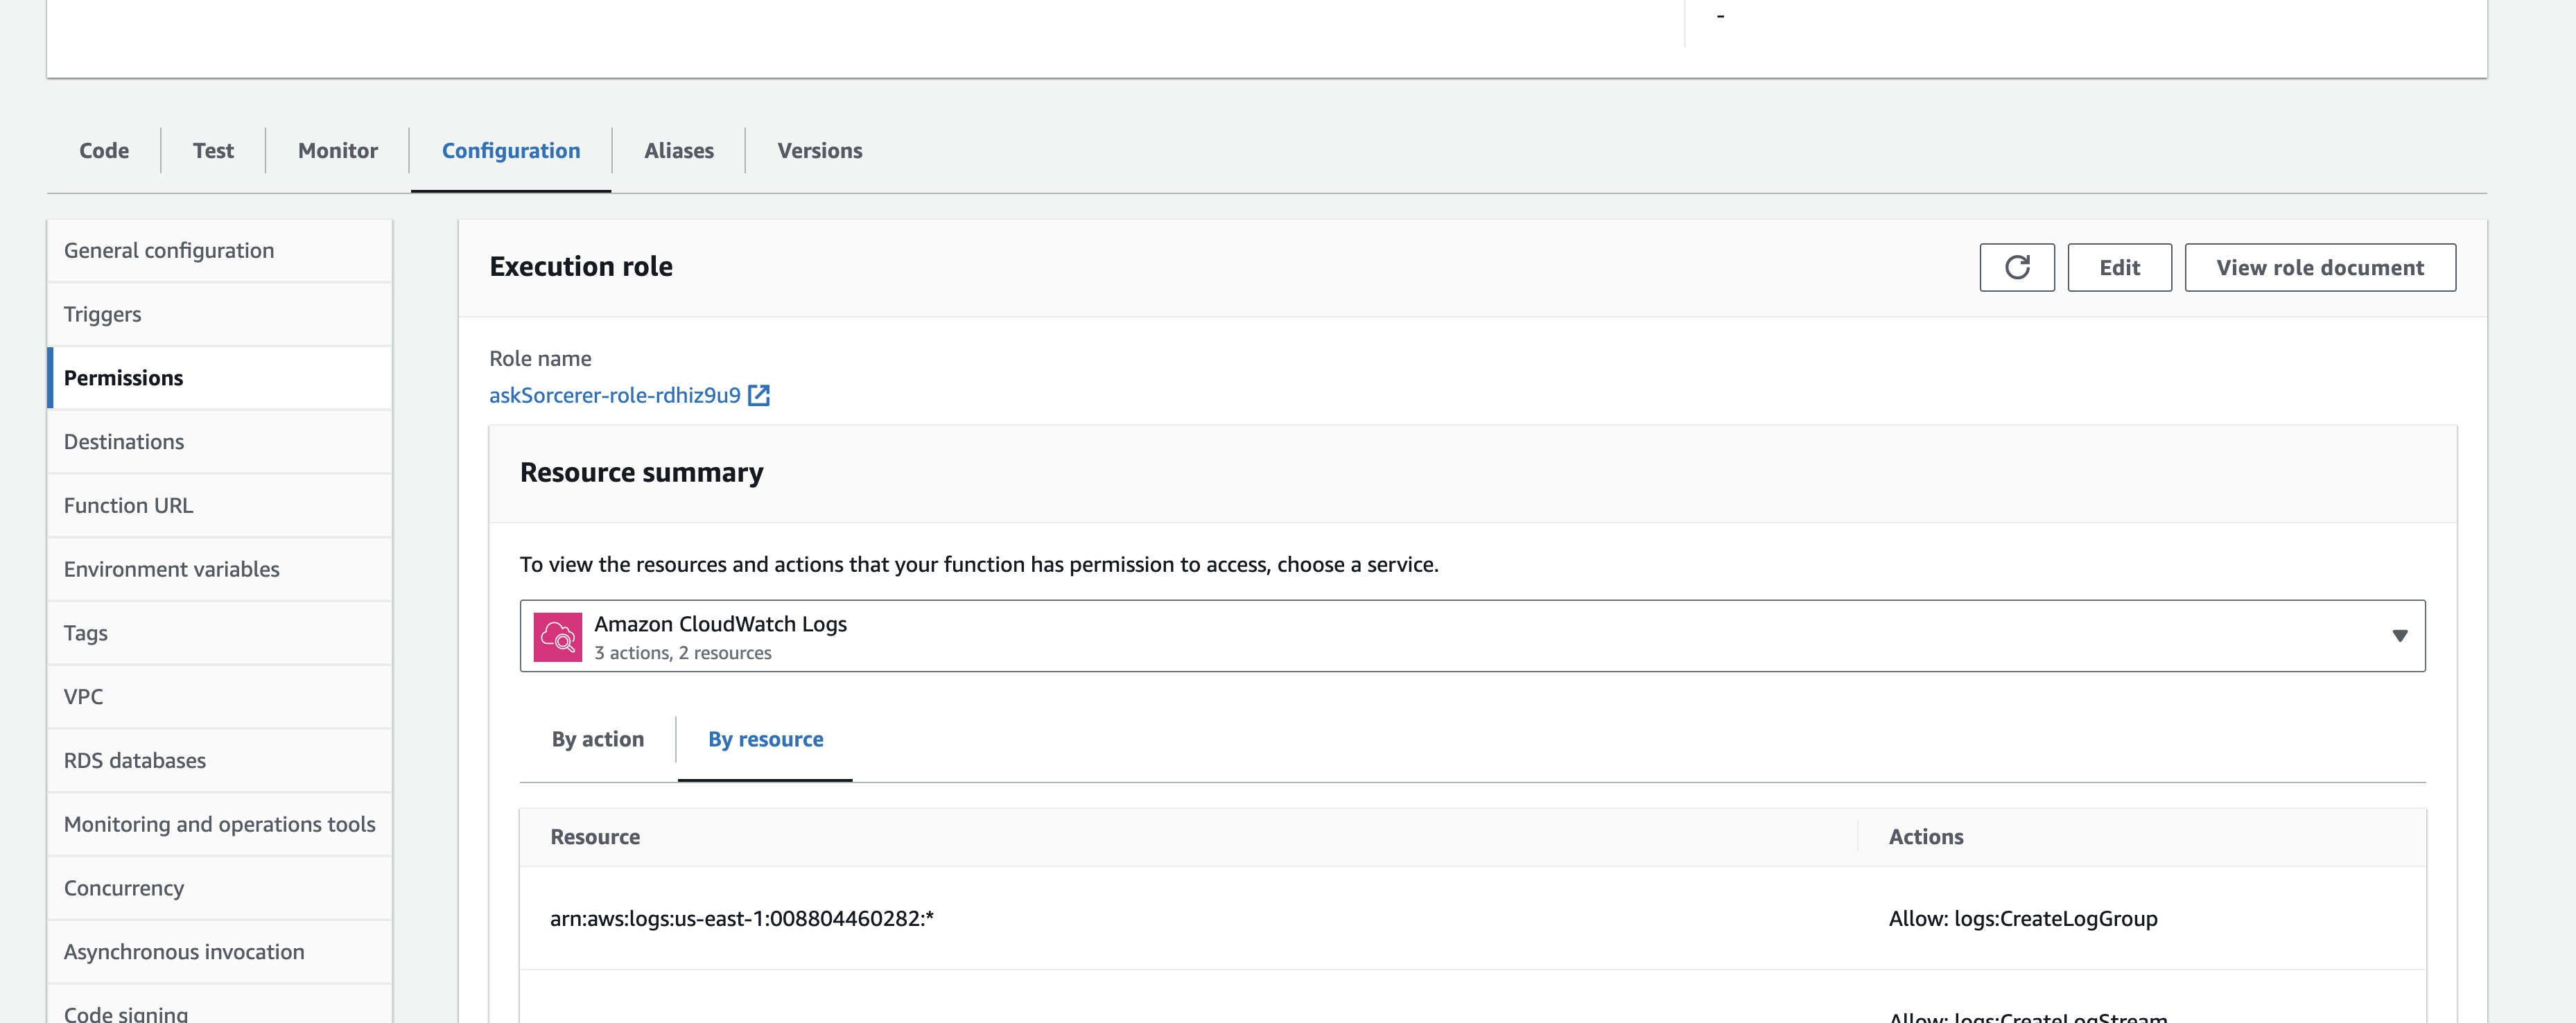 -
Code
Test
Monitor
Configuration
Aliases
Versions
General configuration
Triggers
Permissions
Destinations
Function URL
Environment variables
Tags
VPC
RDS databases
Monitoring and operations tools
Concurrency
Asynchronous invocation
Code signing
Execution role
Edit
View role document
Role name
askSorcerer-role-rdhiz9u9
Resource summary
To view the resources and actions that your function has permission to access, choose a service.
Amazon CloudWatch Logs
3 actions, 2 resources
By action
By resource
Resource
Actions
arn:aws:logs:us-east-1:008804460282:*
Allow: logs:CreateLogGroup
Allow: logs:CreateLogStream